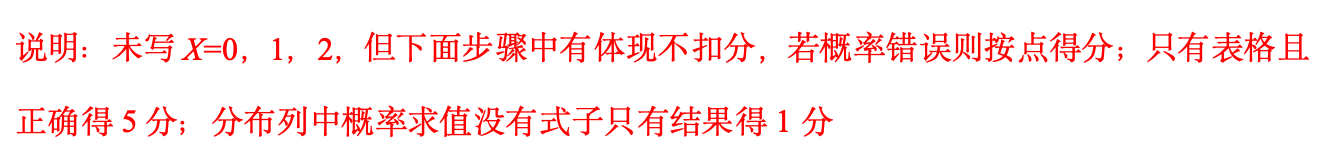 说明：未写 X=0，1，2，但下面步骤中有体现不扣分，若概率错误则按点得分；只有表格且
正确得 5 分；分布列中概率求值没有式子只有结果得 1 分